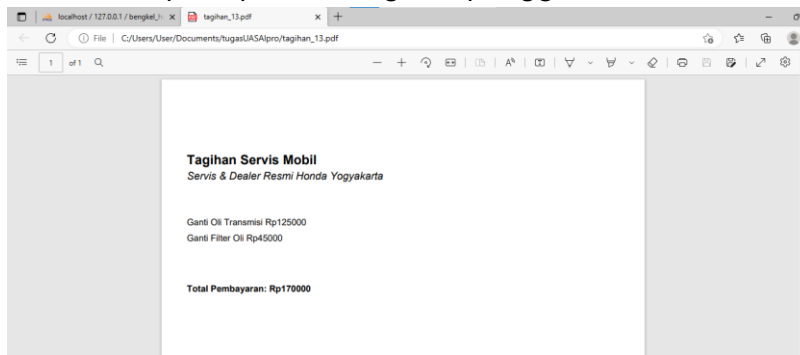 localhost / 127.0.0.1 / bengkel_h
tagihan_13.pdf
File | C:/Users/User/Documents/tugasUASAlpro/tagihan_13.pdf
1 of 1
Tagihan Servis Mobil
Servis & Dealer Resmi Honda Yogyakarta
Ganti Oli Transmisi Rp125000
Ganti Filter Oli Rp45000
Total Pembayaran: Rp170000